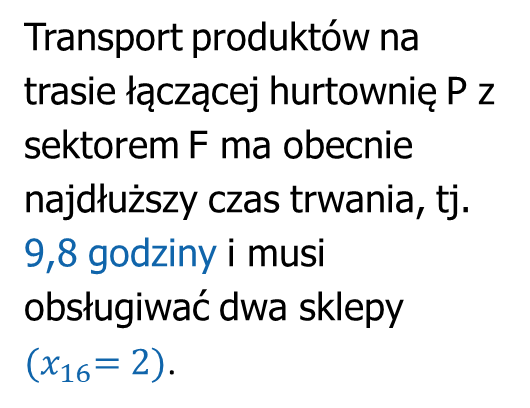 Transport produktów na
trasie łączącej hurtownię P z
sektorem F ma obecnie
najdłuższy czas trwania, tj.
9,8 godziny i musi
obsługiwać dwa sklepy
(x₁₆= 2).